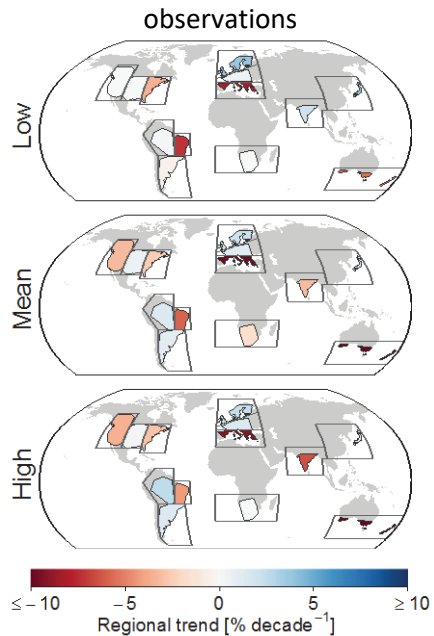 observations
Low
Mean
High
≤ − 10 −5 0 5 ≥ 10
Regional trend [% decade⁻¹]